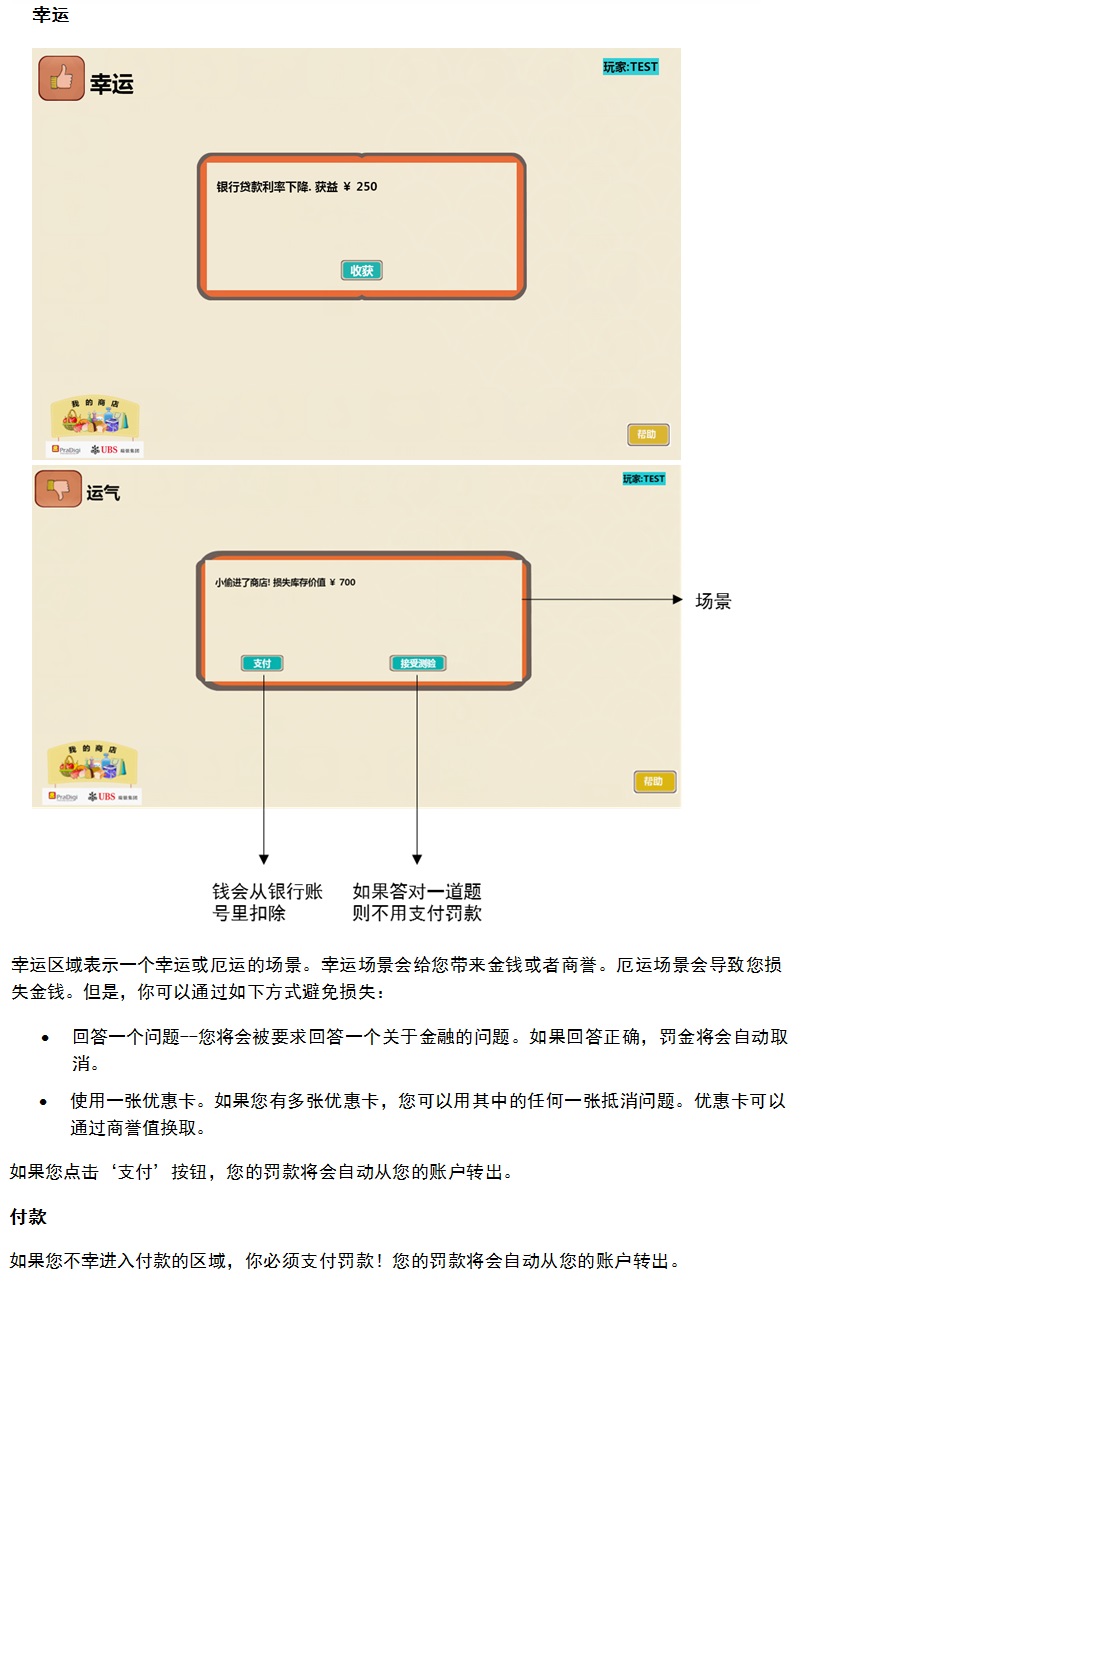 幸运
幸运
玩家:TEST
银行贷款利率下降. 获益 ¥ 250
收获
我的商店
PraDigi UBS 瑞银集团
帮助
运气
玩家:TEST
小偷进了商店! 损失库存价值 ¥ 700
场景
支付
接受测验
我的商店
PraDigi UBS 瑞银集团
帮助
钱会从银行账
号里扣除
如果答对一道题
则不用支付罚款
幸运区域表示一个幸运或厄运的场景。幸运场景会给您带来金钱或者商誉。厄运场景会导致您损
失金钱。但是，你可以通过如下方式避免损失：
• 回答一个问题--您将会被要求回答一个关于金融的问题。如果回答正确，罚金将会自动取
消。
• 使用一张优惠卡。如果您有多张优惠卡，您可以用其中的任何一张抵消问题。优惠卡可以
通过商誉值换取。
如果您点击‘支付’按钮，您的罚款将会自动从您的账户转出。
付款
如果您不幸进入付款的区域，你必须支付罚款！您的罚款将会自动从您的账户转出。